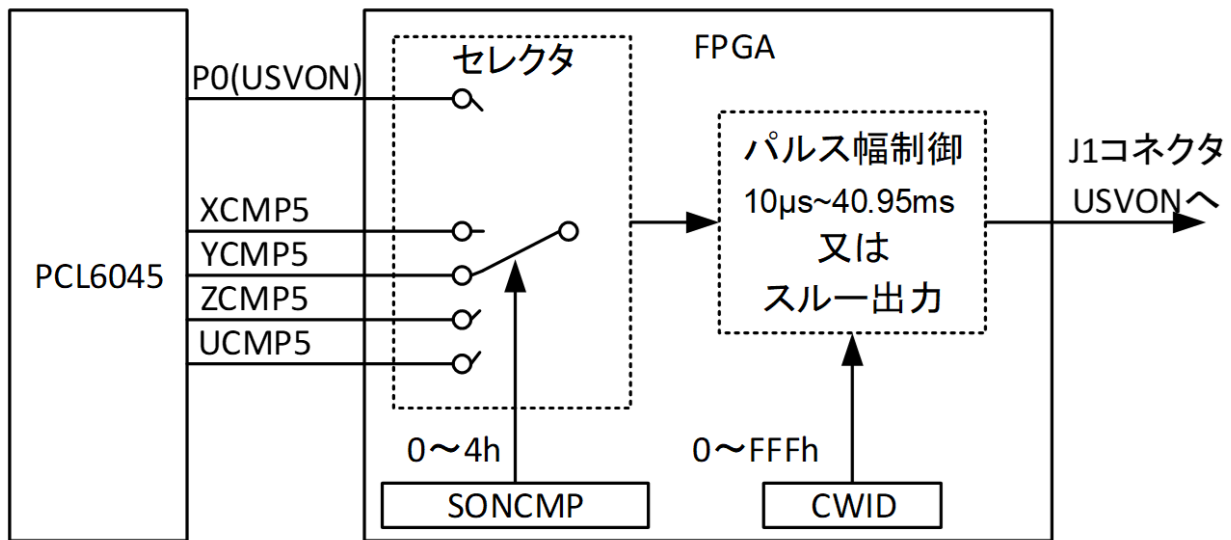 PCL6045
P0(USVON)
XCMP5
YCMP5
ZCMP5
UCMP5
FPGA
セレクタ
0～4h
SONCMP
パルス幅制御
10µs~40.95ms
又は
スルー出力
0～FFFh
CWID
J1コネクタ
USVONへ